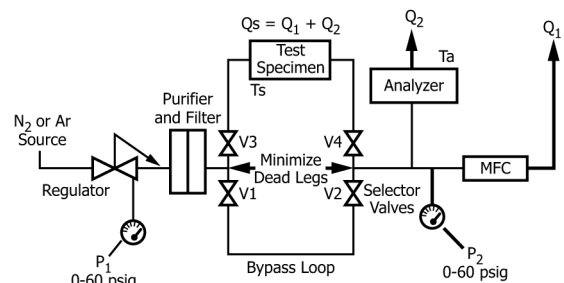 Qs = Q1 + Q2
Q2
Q1
Test
Specimen
Ts
Ta
Analyzer
Purifier
and Filter
N2 or Ar
Source
V3
V4
Minimize
Dead Legs
MFC
Regulator
V1
V2
Selector
Valves
P1
0-60 psig
Bypass Loop
P2
0-60 psig